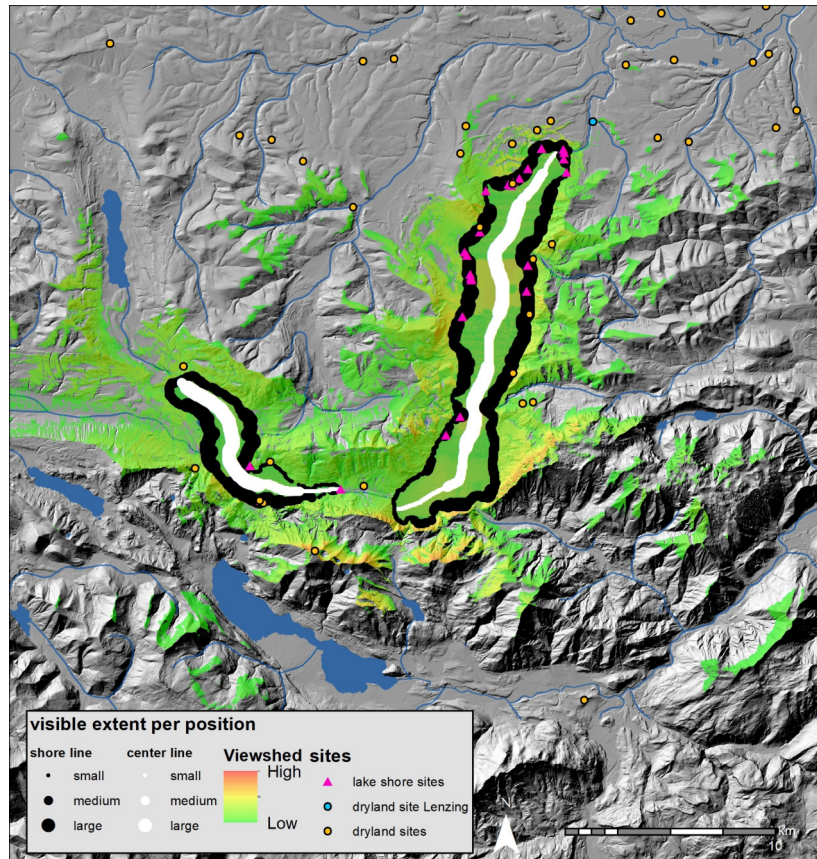 visible extent per position
shore line center line Viewshed sites
small small High lake shore sites
medium medium dryland site Lenzing
large large Low dryland sites
N
Km
10